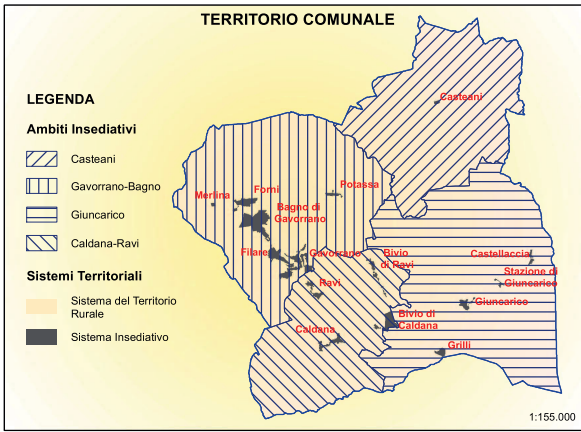 TERRITORIO COMUNALE
LEGENDA
Ambiti Insediativi
Casteani
Gavorrano-Bagno
Giuncarico
Caldana-Ravi
Sistemi Territoriali
Sistema del Territorio
Rurale
Sistema Insediativo
Casteani
Potassa
Forni
Merlina
Bagno di
Gavorrano
Filare
Gavorrano
Bivio
di Ravi
Ravi
Castellaccia
Stazione di
Giuncarico
Giuncarico
Bivio di
Caldana
Caldana
Grilli
1:155.000